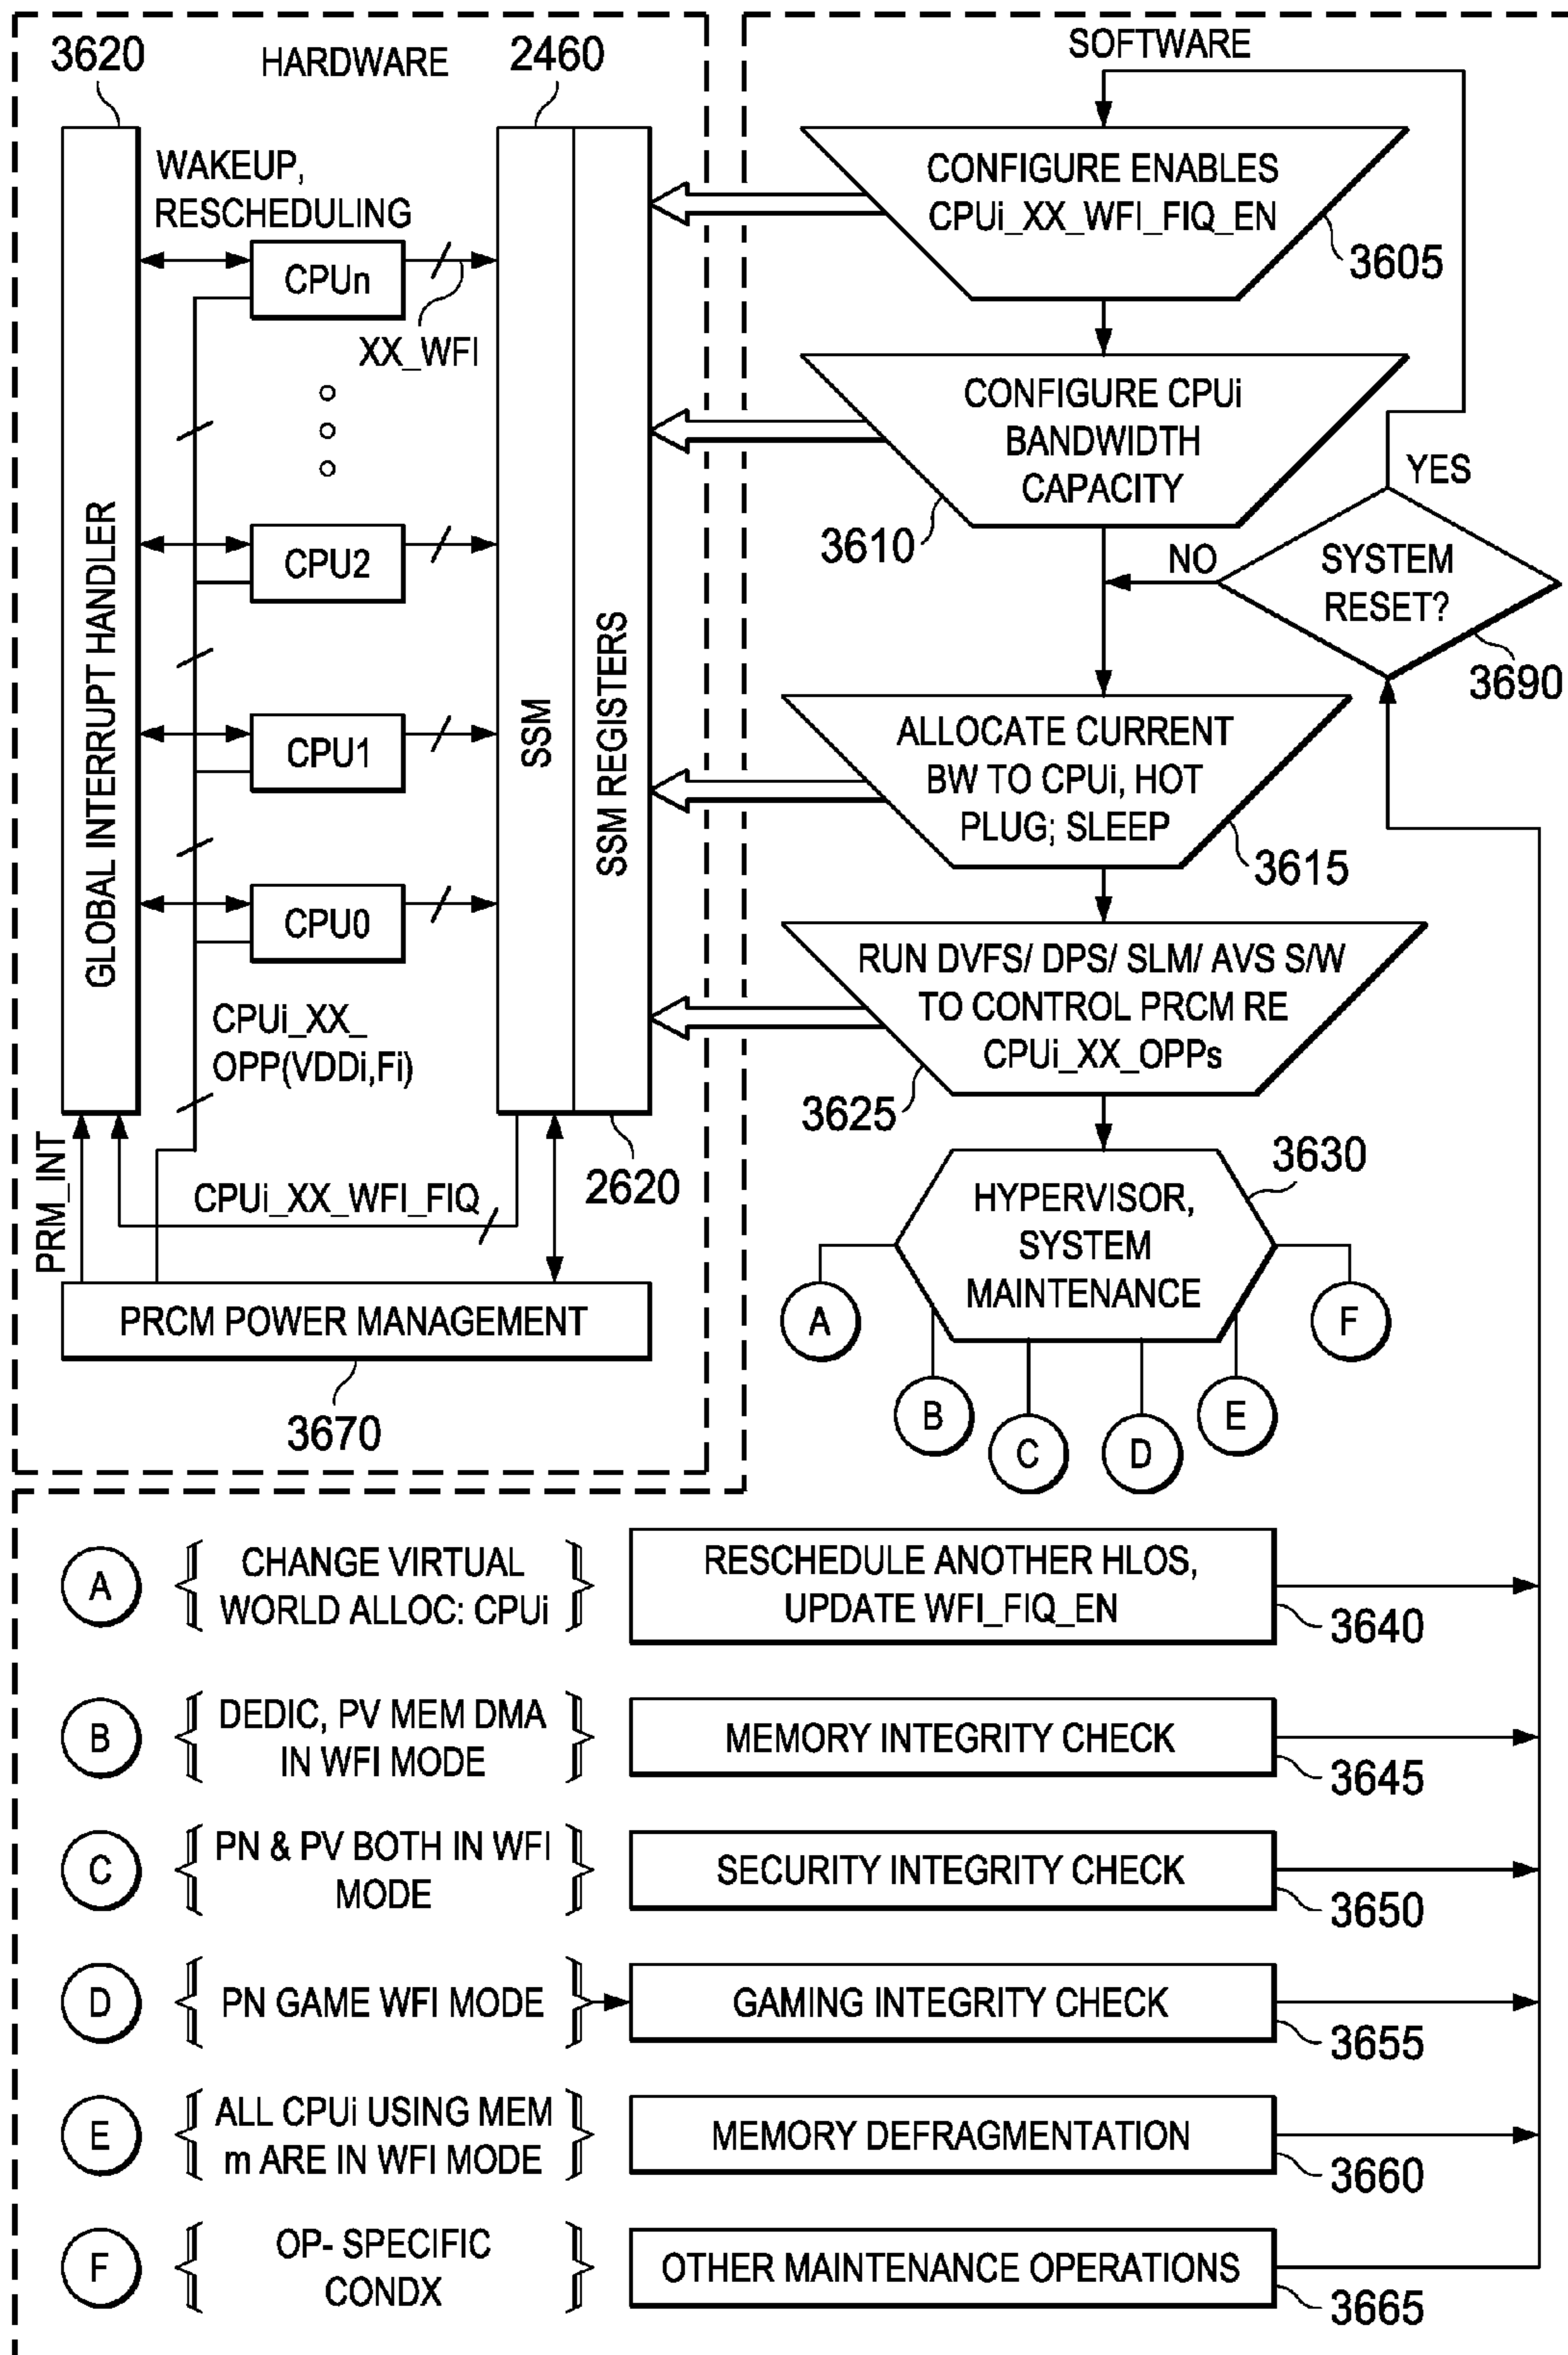 3620
HARDWARE
2460
WAKEUP,
RESCHEDULING
CPUn
XX_WFI
CPU2
CPU1
CPU0
GLOBAL INTERRUPT HANDLER
SSM
SSM REGISTERS
CPUi_XX_
OPP(VDDi,Fi)
PRM_INT
CPUi_XX_WFI_FIQ
2620
PRCM POWER MANAGEMENT
3670
SOFTWARE
CONFIGURE ENABLES
CPUi_XX_WFI_FIQ_EN
3605
CONFIGURE CPUi
BANDWIDTH
CAPACITY
3610
YES
NO
SYSTEM
RESET?
3690
ALLOCATE CURRENT
BW TO CPUi, HOT
PLUG; SLEEP
3615
RUN DVFS/ DPS/ SLM/ AVS S/W
TO CONTROL PRCM RE
CPUi_XX_OPPs
3625
3630
HYPERVISOR,
SYSTEM
MAINTENANCE
A
B
C
D
E
F
A
CHANGE VIRTUAL
WORLD ALLOC: CPUi
RESCHEDULE ANOTHER HLOS,
UPDATE WFI_FIQ_EN
3640
B
DEDIC, PV MEM DMA
IN WFI MODE
MEMORY INTEGRITY CHECK
3645
C
PN & PV BOTH IN WFI
MODE
SECURITY INTEGRITY CHECK
3650
D
PN GAME WFI MODE
GAMING INTEGRITY CHECK
3655
E
ALL CPUi USING MEM
m ARE IN WFI MODE
MEMORY DEFRAGMENTATION
3660
F
OP- SPECIFIC
CONDX
OTHER MAINTENANCE OPERATIONS
3665